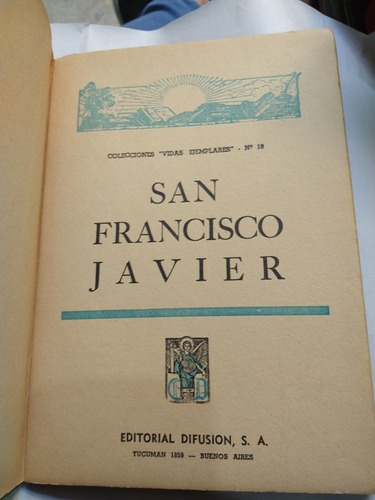 COLECCIONES "VIDAS EJEMPLARES" - Nº 18
SAN
FRANCISCO
JAVIER
EDITORIAL DIFUSION, S. A.
TUCUMAN 1859 — BUENOS AIRES